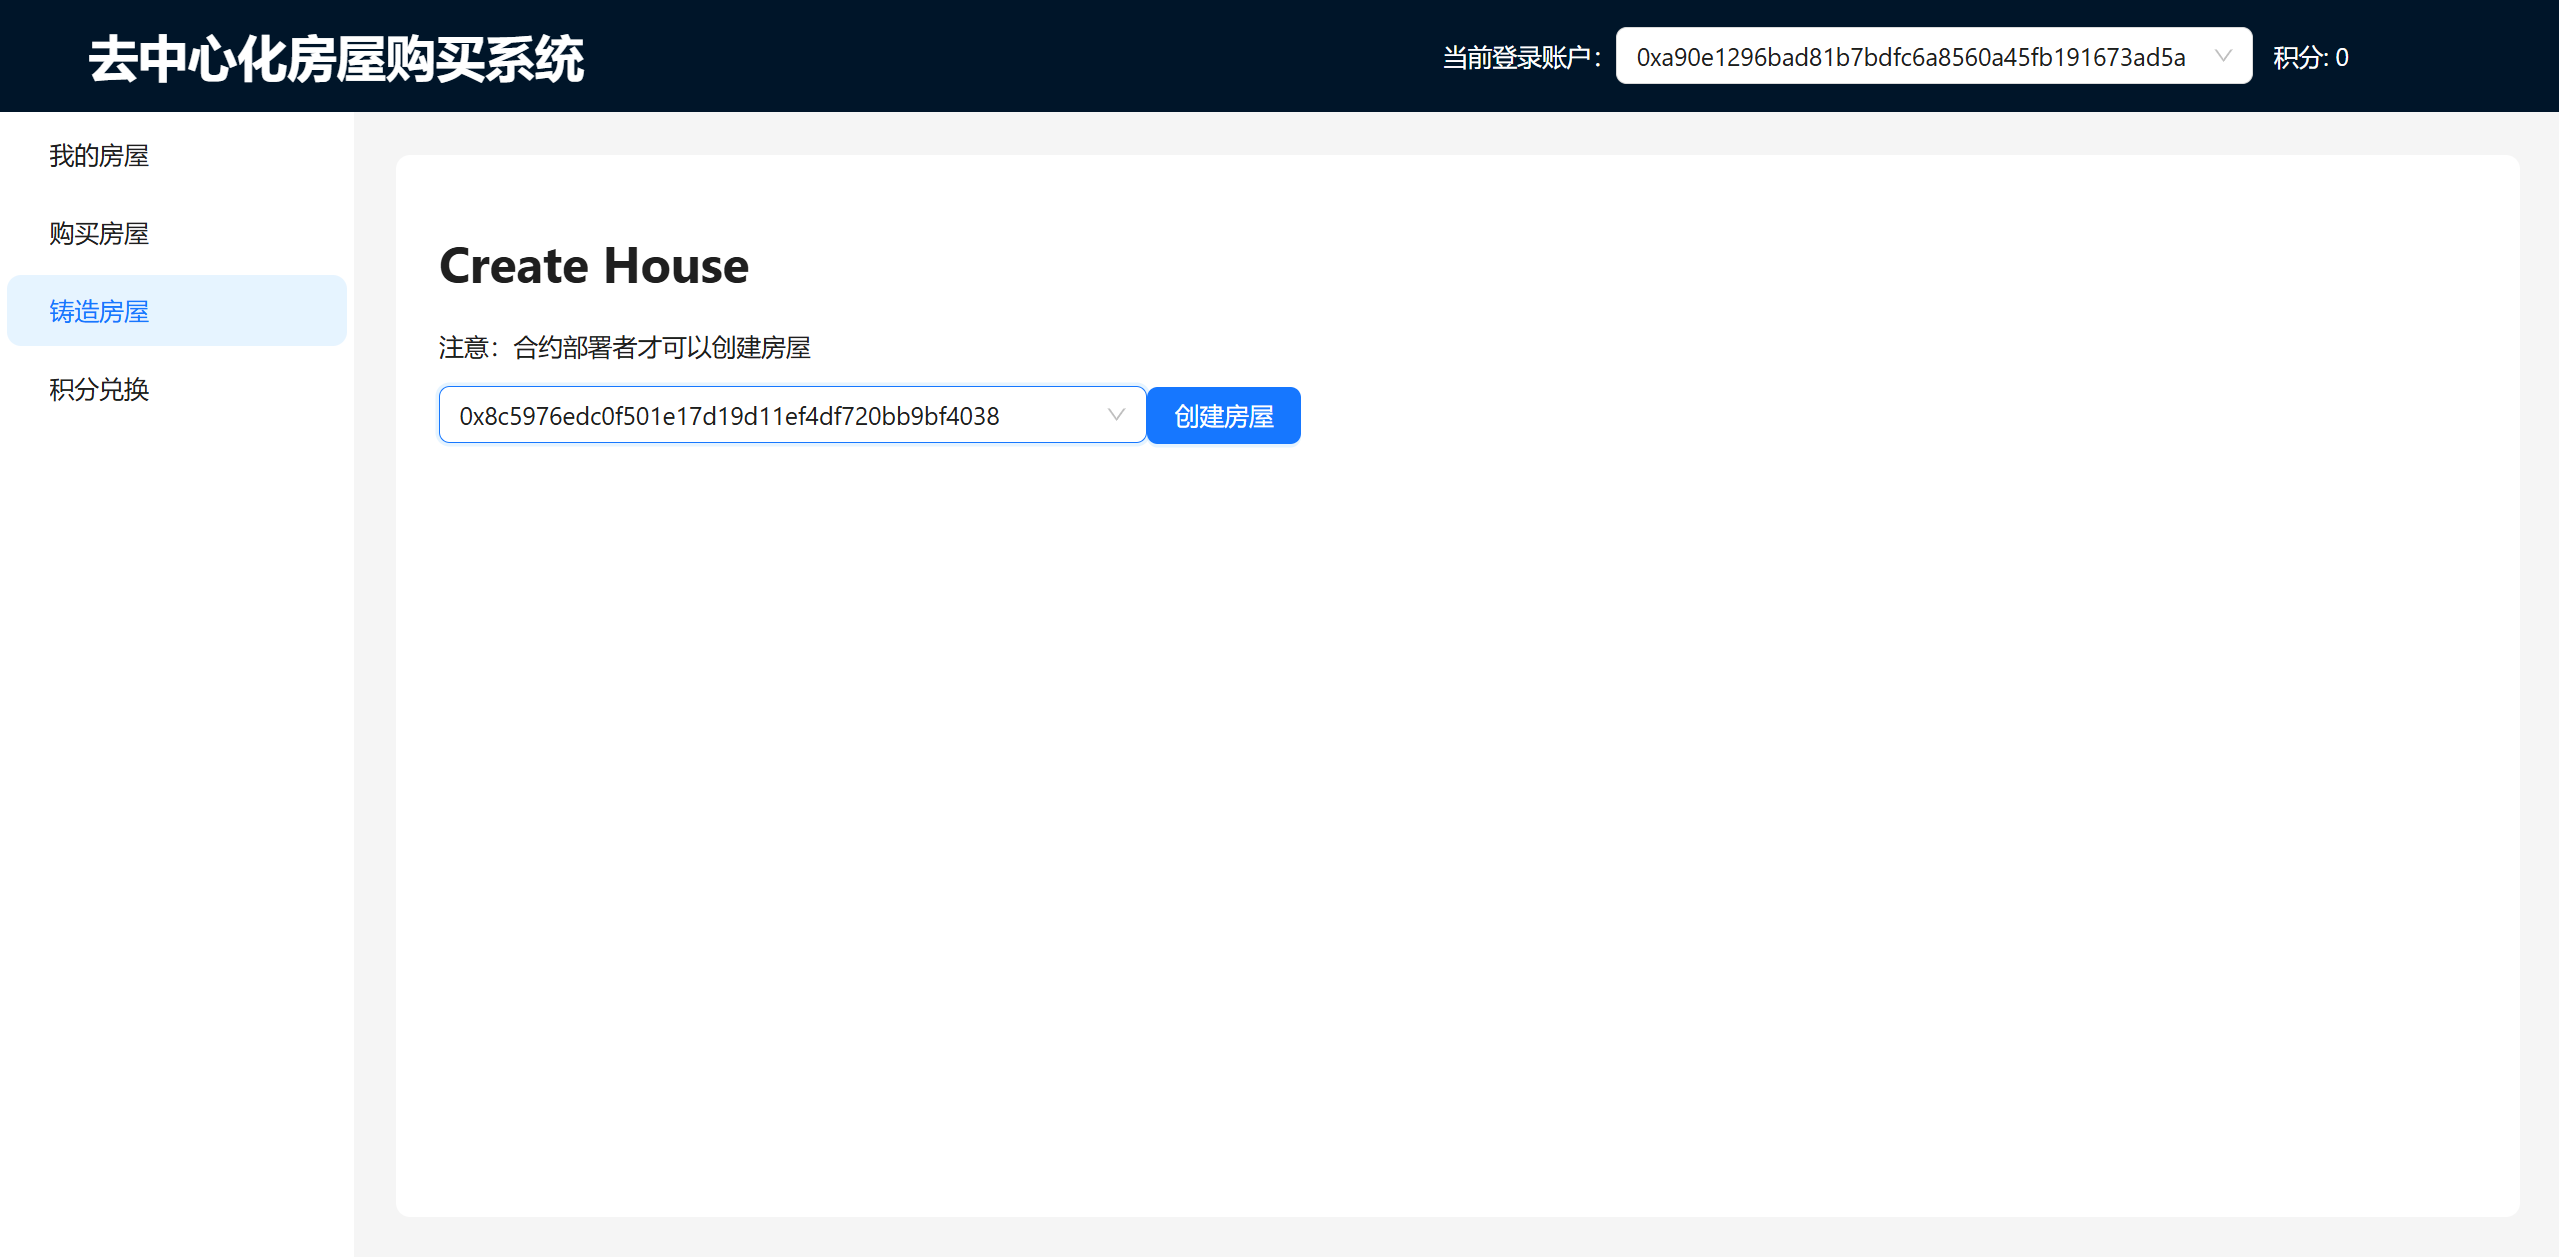 去中心化房屋购买系统
当前登录账户： 0xa90e1296bad81b7bdfc6a8560a45fb191673ad5a 积分: 0
我的房屋
购买房屋
铸造房屋
积分兑换
Create House
注意：合约部署者才可以创建房屋
0x8c5976edc0f501e17d19d11ef4df720bb9bf4038 创建房屋